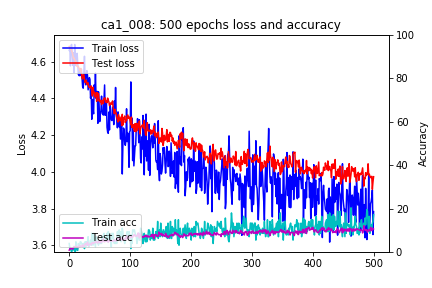 ca1_008: 500 epochs loss and accuracy
Train loss
Test loss
Train acc
Test acc
Loss
Accuracy
4.6
4.4
4.2
4.0
3.8
3.6
100
80
60
40
20
0
0
100
200
300
400
500